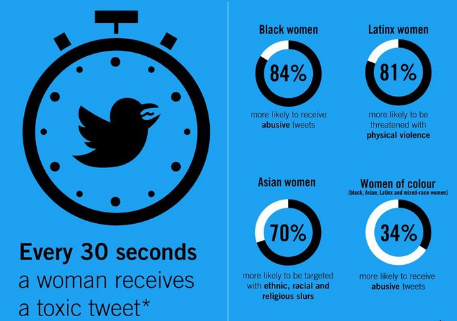 Every 30 seconds
a woman receives
a toxic tweet*
Black women
84%
more likely to receive
abusive tweets
Latinx women
81%
more likely to be
threatened with
physical violence
Asian women
70%
more likely to be targeted
with ethnic, racial and
religious slurs
Women of colour
(black, Asian, Latinx and mixed-race women)
34%
more likely to receive
abusive tweets